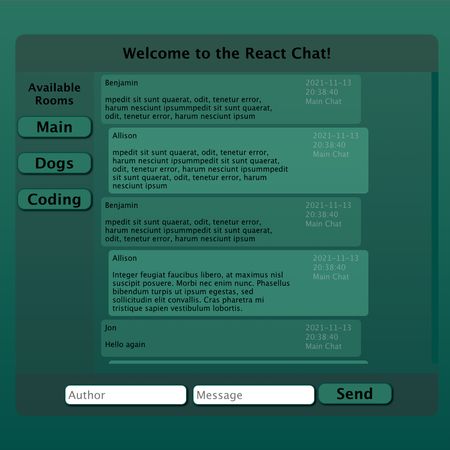 Welcome to the React Chat!
Available
Rooms
Main
Dogs
Coding
Benjamin
2021-11-13
20:38:40
Main Chat
mpedit sit sunt quaerat, odit, tenetur error,
harum nesciunt impsummpedit sit sunt quaerat,
odit, tenetur error, harum nesciunt ipsum
Allison
2021-11-13
20:38:40
Main Chat
mpedit sit sunt quaerat, odit, tenetur error,
harum nesciunt ipsummpedit sit sunt quaerat,
odit, tenetur error, harum nesciunt ipsummpedit
sit sunt quaerat, odit, tenetur error, harum
nesciunt ipsum
Benjamin
2021-11-13
20:38:40
Main Chat
mpedit sit sunt quaerat, odit, tenetur error,
harum nesciunt ipsummpedit sit sunt quaerat,
odit, tenetur error, harum nesciunt ipsum
Allison
2021-11-13
20:38:40
Main Chat
Integer feugiat faucibus libero, at maximus nisl
suscipit posuere. Morbi nec enim nunc. Phasellus
bibendum turpis ut ipsum egestas, sed
sollicitudin elit convallis. Cras pharetra mi
tristique sapien vestibulum lobortis.
Jon
2021-11-13
20:38:40
Main Chat
Hello again
Author
Message
Send